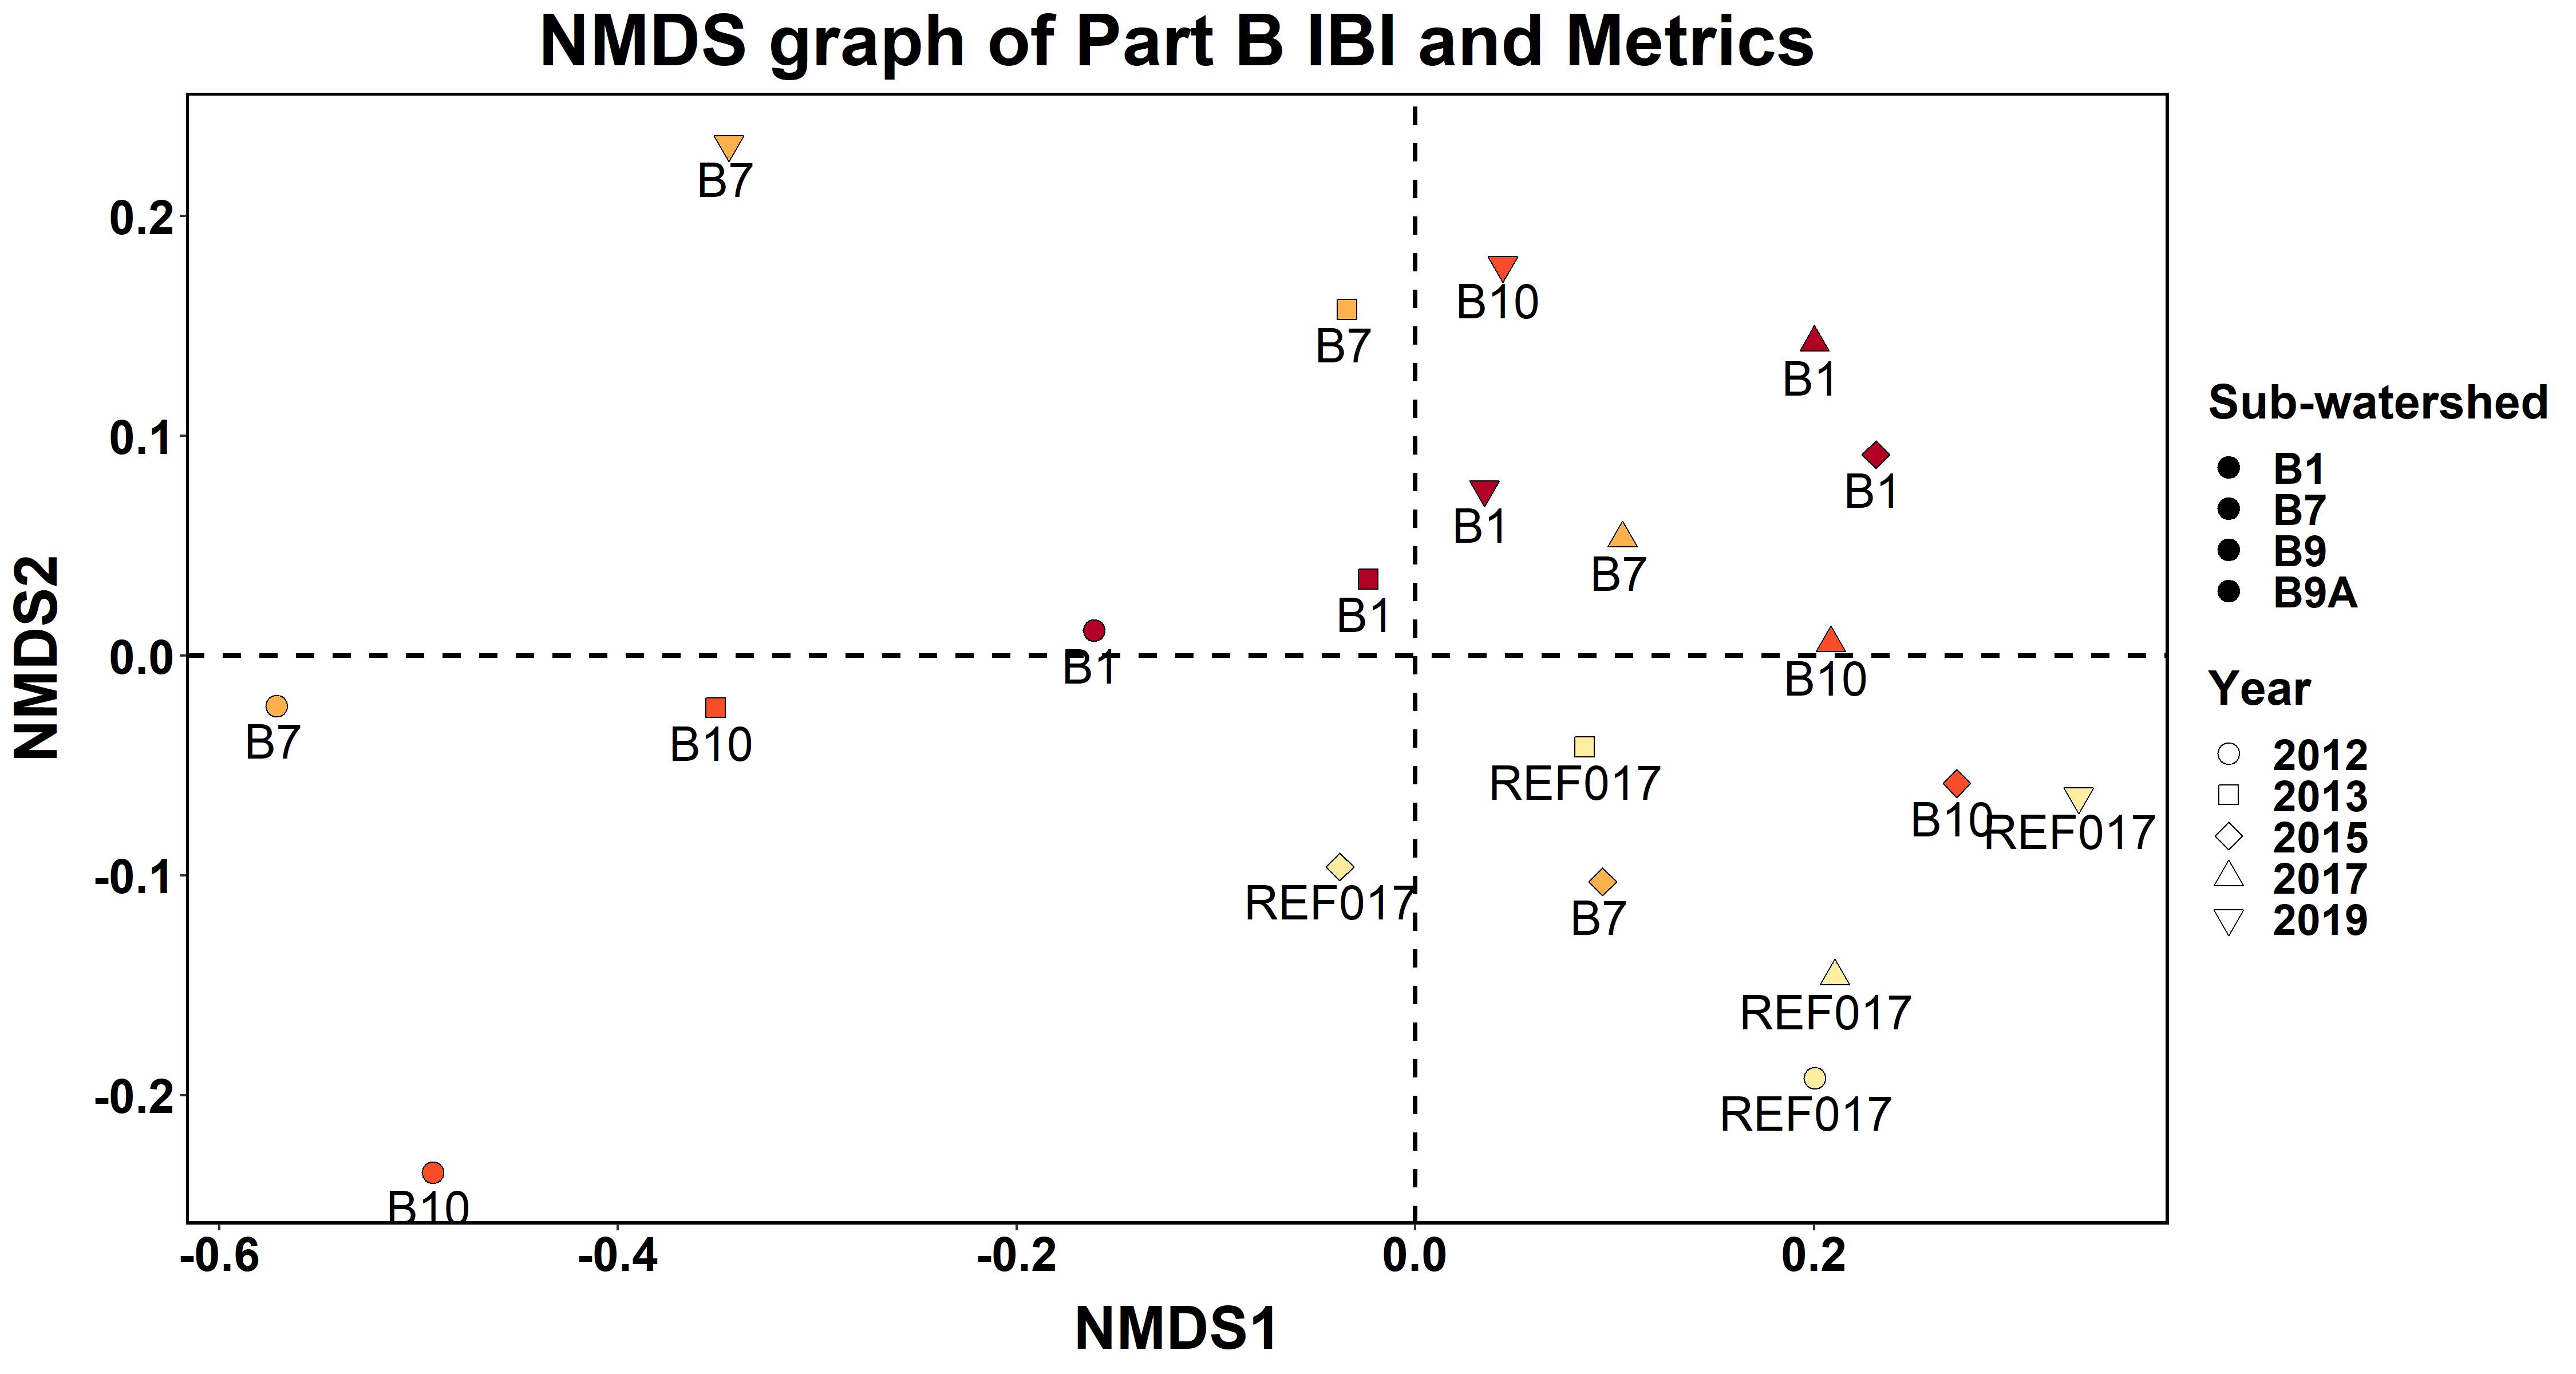 NMDS graph of Part B IBI and Metrics
B7
0.2
B10
B7
B1
0.1
B1
B1
B7
B1
0.0
B1
B10
B7
B10
REF017
B10
REF017
-0.1
REF017
B7
REF017
-0.2
REF017
B10
-0.6 -0.4 -0.2 0.0 0.2
NMDS1
NMDS2
Sub-watershed
B1
B7
B9
B9A
Year
2012
2013
2015
2017
2019